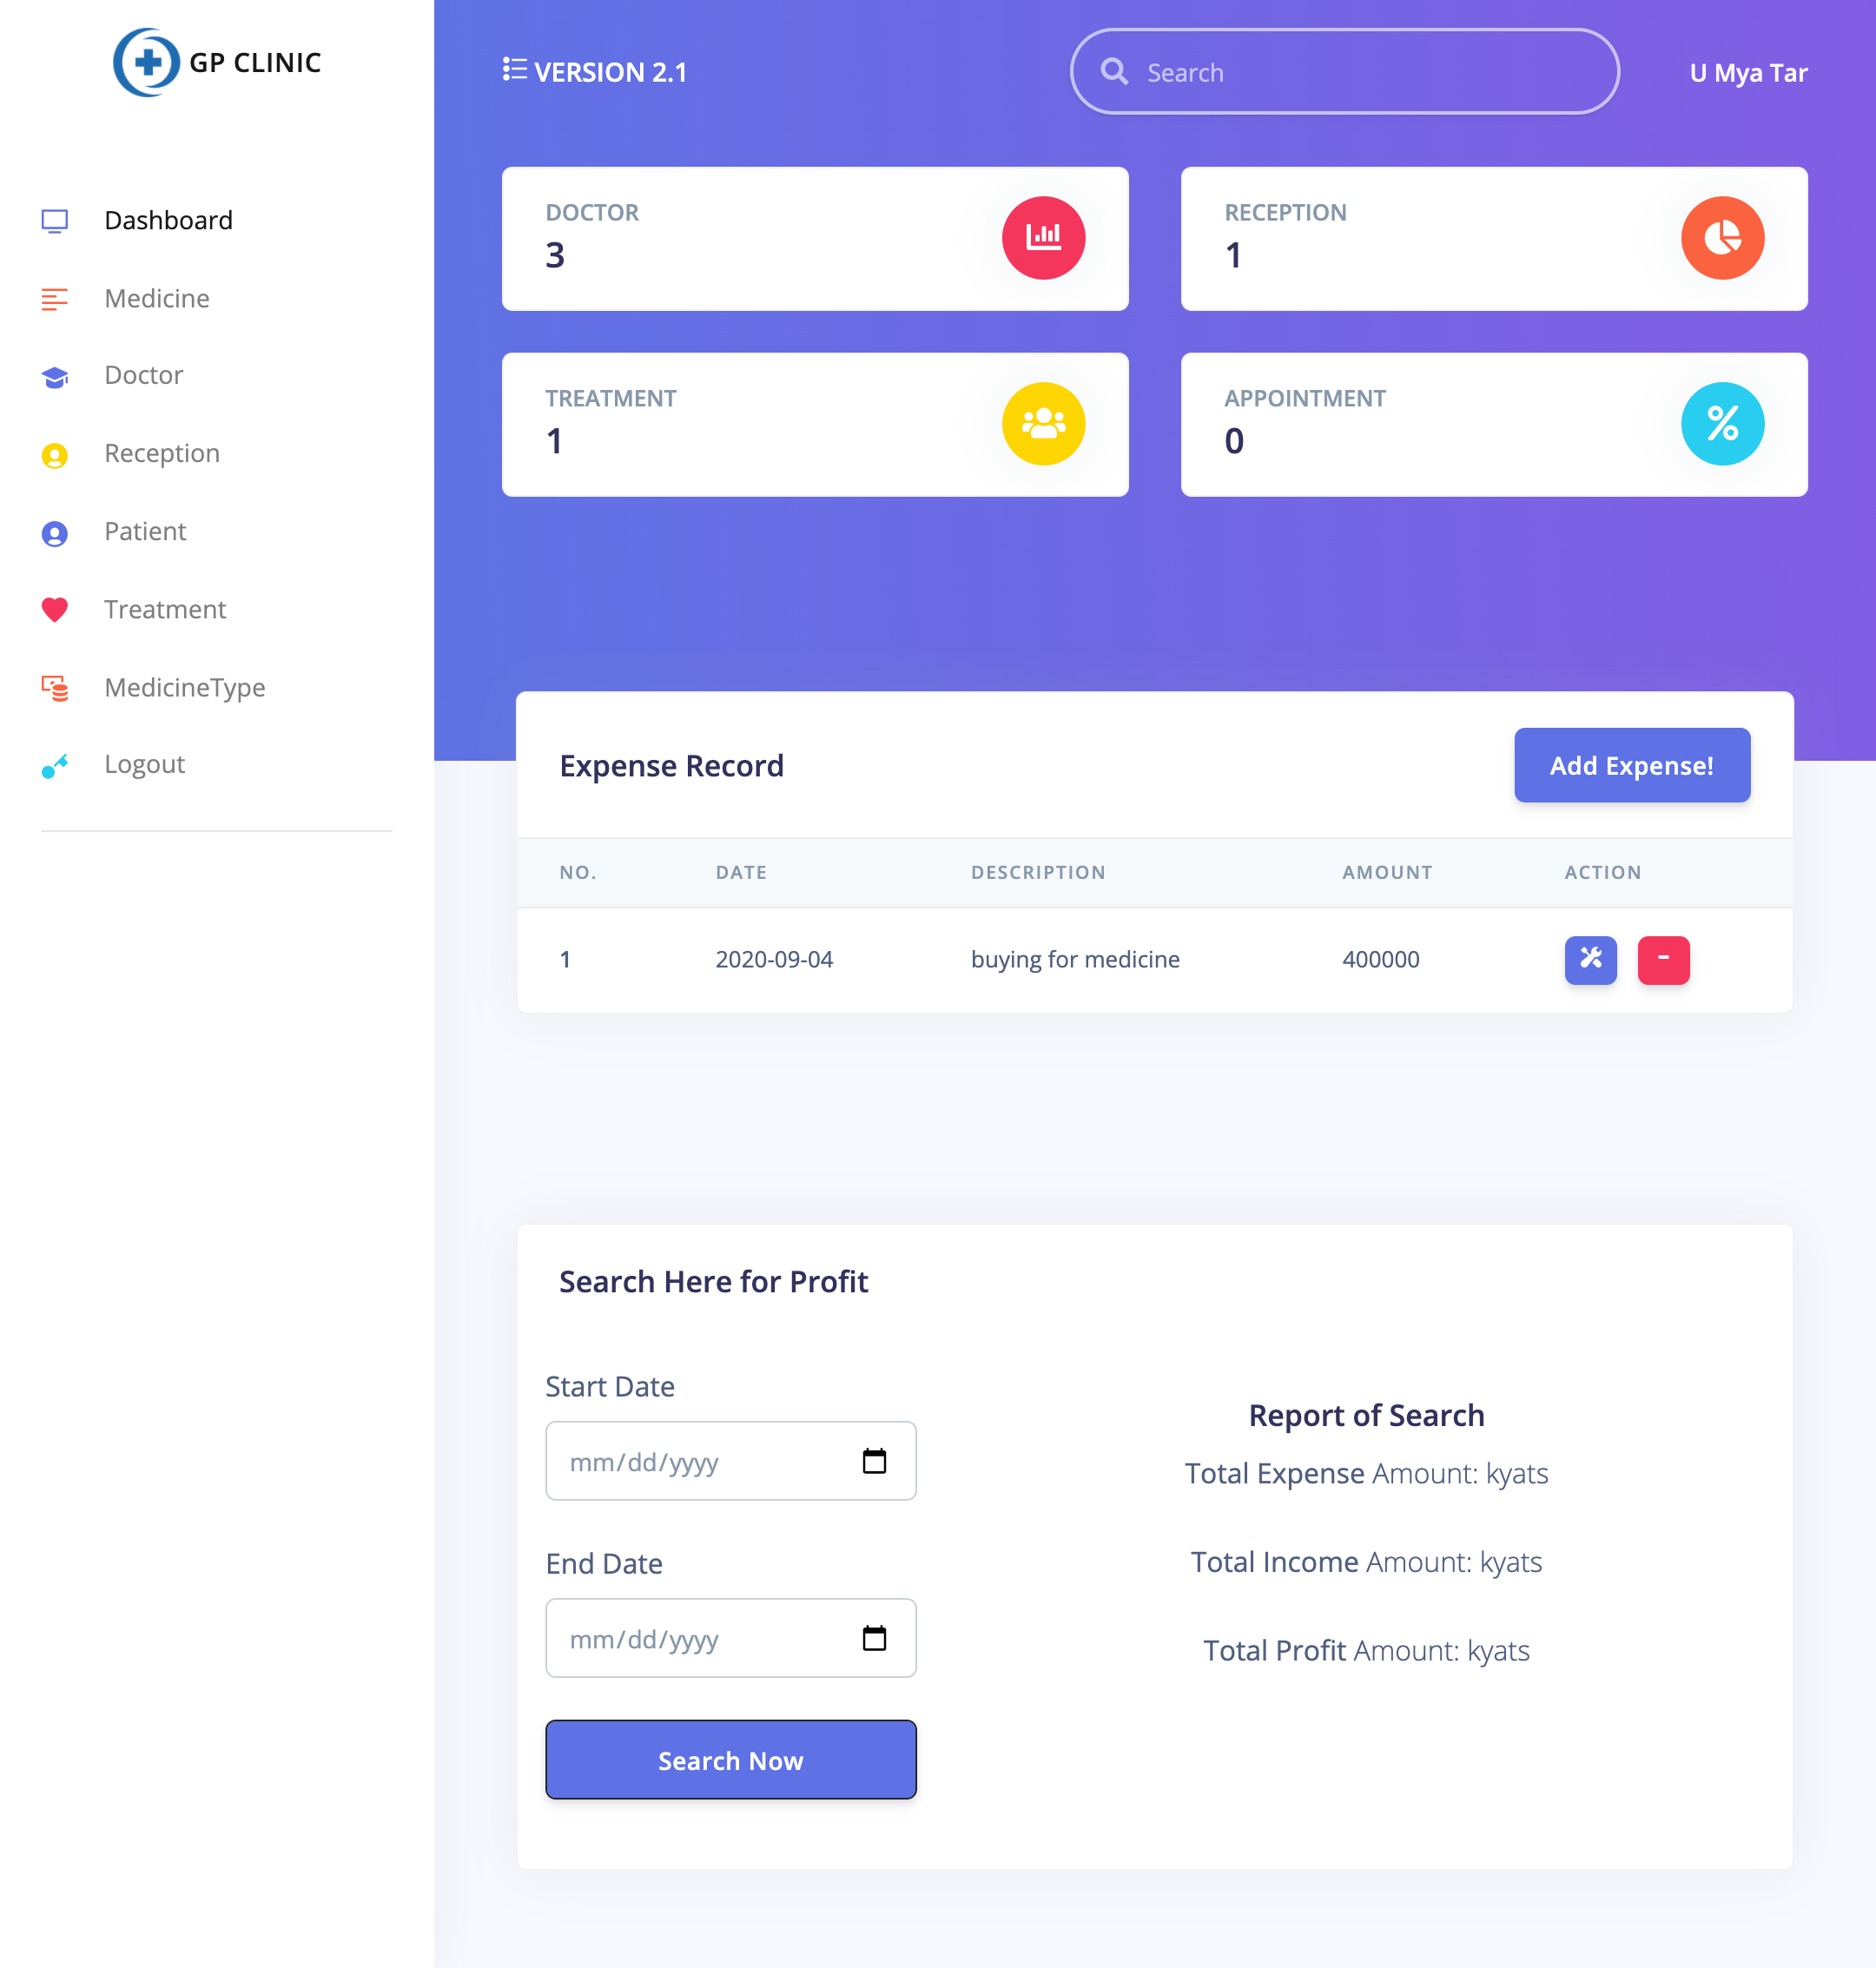 GP CLINIC
Dashboard
Medicine
Doctor
Reception
Patient
Treatment
MedicineType
Logout
VERSION 2.1
Search
U Mya Tar
DOCTOR
3
RECEPTION
1
TREATMENT
1
APPOINTMENT
0
Expense Record
Add Expense!
NO. DATE DESCRIPTION AMOUNT ACTION
1 2020-09-04 buying for medicine 400000
Search Here for Profit
Start Date
mm/dd/yyyy
End Date
mm/dd/yyyy
Search Now
Report of Search
Total Expense Amount: kyats
Total Income Amount: kyats
Total Profit Amount: kyats